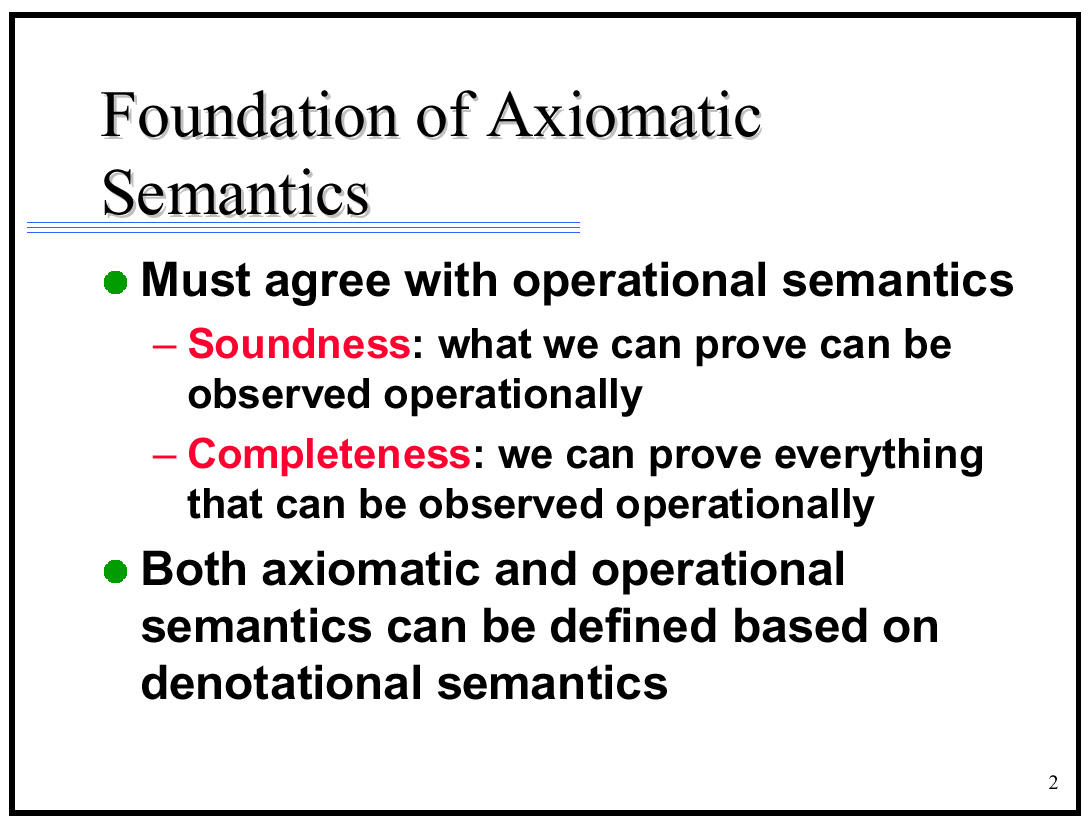 Foundation of Axiomatic
Semantics
Must agree with operational semantics
– Soundness: what we can prove can be
observed operationally
– Completeness: we can prove everything
that can be observed operationally
Both axiomatic and operational
semantics can be defined based on
denotational semantics
2